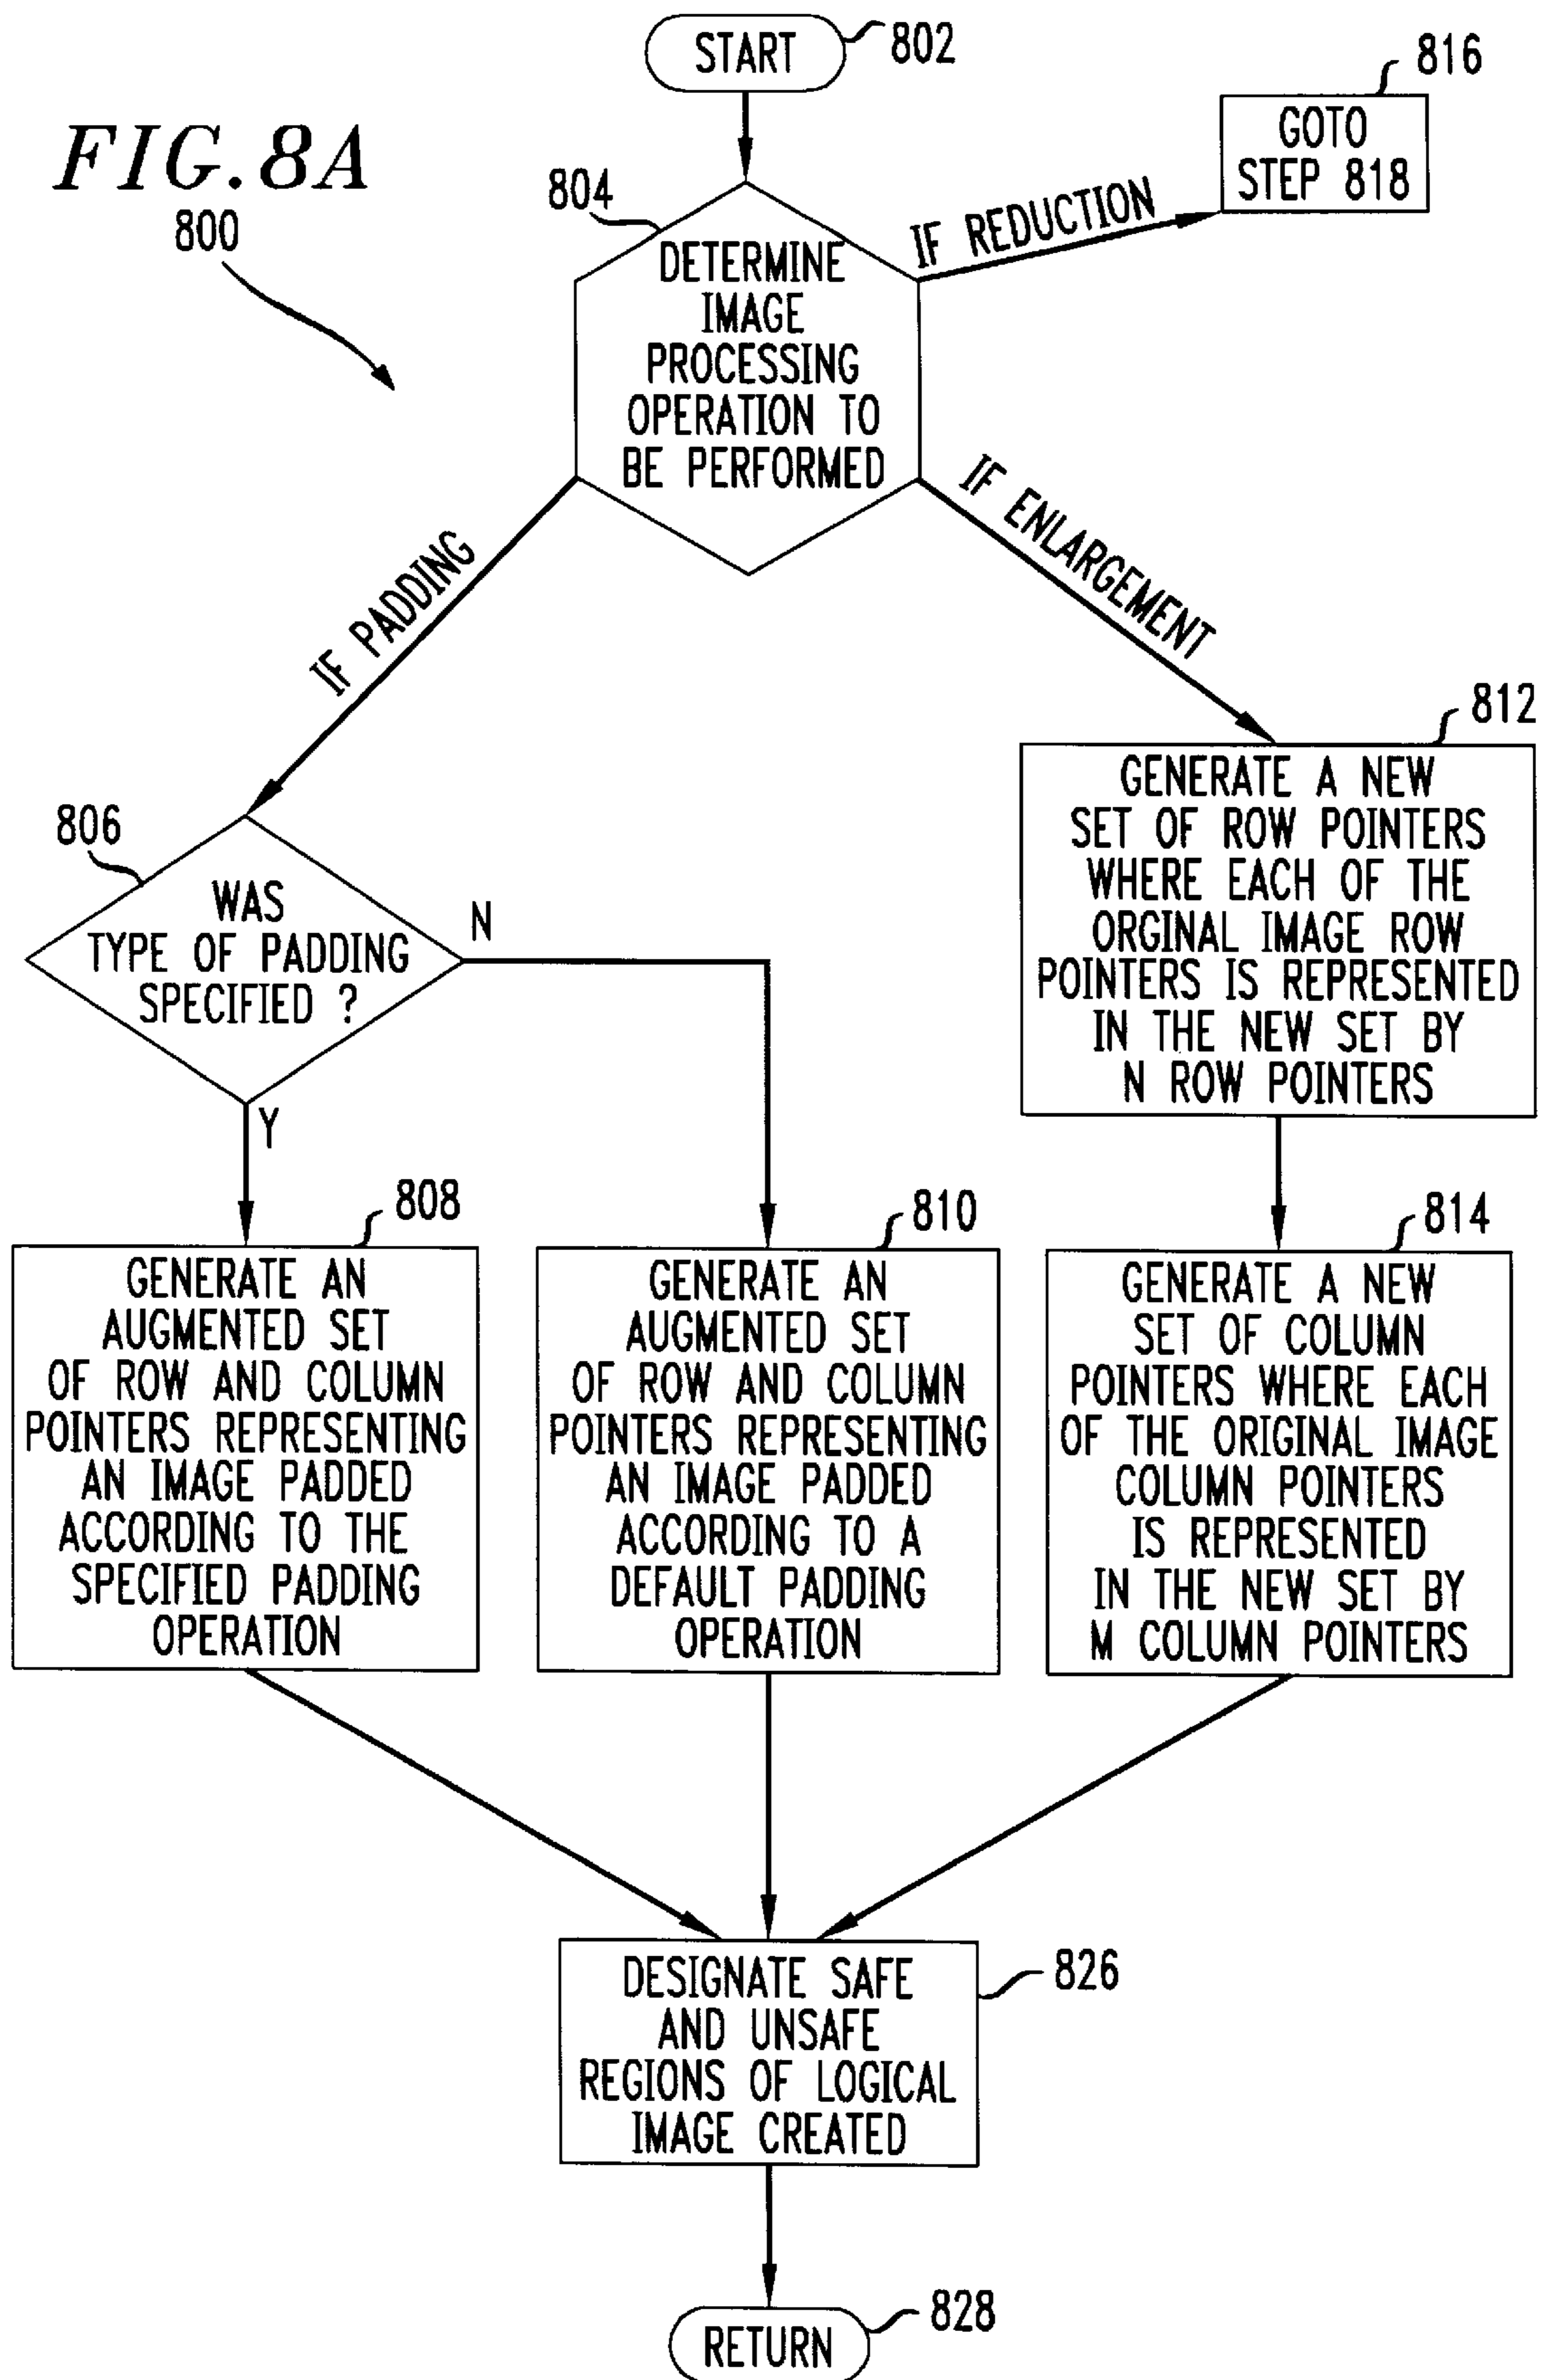 FIG. 8A
800
START
802
804
DETERMINE
IMAGE
PROCESSING
OPERATION TO
BE PERFORMED
IF REDUCTION
816
GOTO
STEP 818
IF PADDING
IF ENLARGEMENT
806
WAS
TYPE OF PADDING
SPECIFIED ?
N
Y
812
GENERATE A NEW
SET OF ROW POINTERS
WHERE EACH OF THE
ORGINAL IMAGE ROW
POINTERS IS REPRESENTED
IN THE NEW SET BY
N ROW POINTERS
808
GENERATE AN
AUGMENTED SET
OF ROW AND COLUMN
POINTERS REPRESENTING
AN IMAGE PADDED
ACCORDING TO THE
SPECIFIED PADDING
OPERATION
810
GENERATE AN
AUGMENTED SET
OF ROW AND COLUMN
POINTERS REPRESENTING
AN IMAGE PADDED
ACCORDING TO A
DEFAULT PADDING
OPERATION
814
GENERATE A NEW
SET OF COLUMN
POINTERS WHERE EACH
OF THE ORIGINAL IMAGE
COLUMN POINTERS
IS REPRESENTED
IN THE NEW SET BY
M COLUMN POINTERS
826
DESIGNATE SAFE
AND UNSAFE
REGIONS OF LOGICAL
IMAGE CREATED
828
RETURN